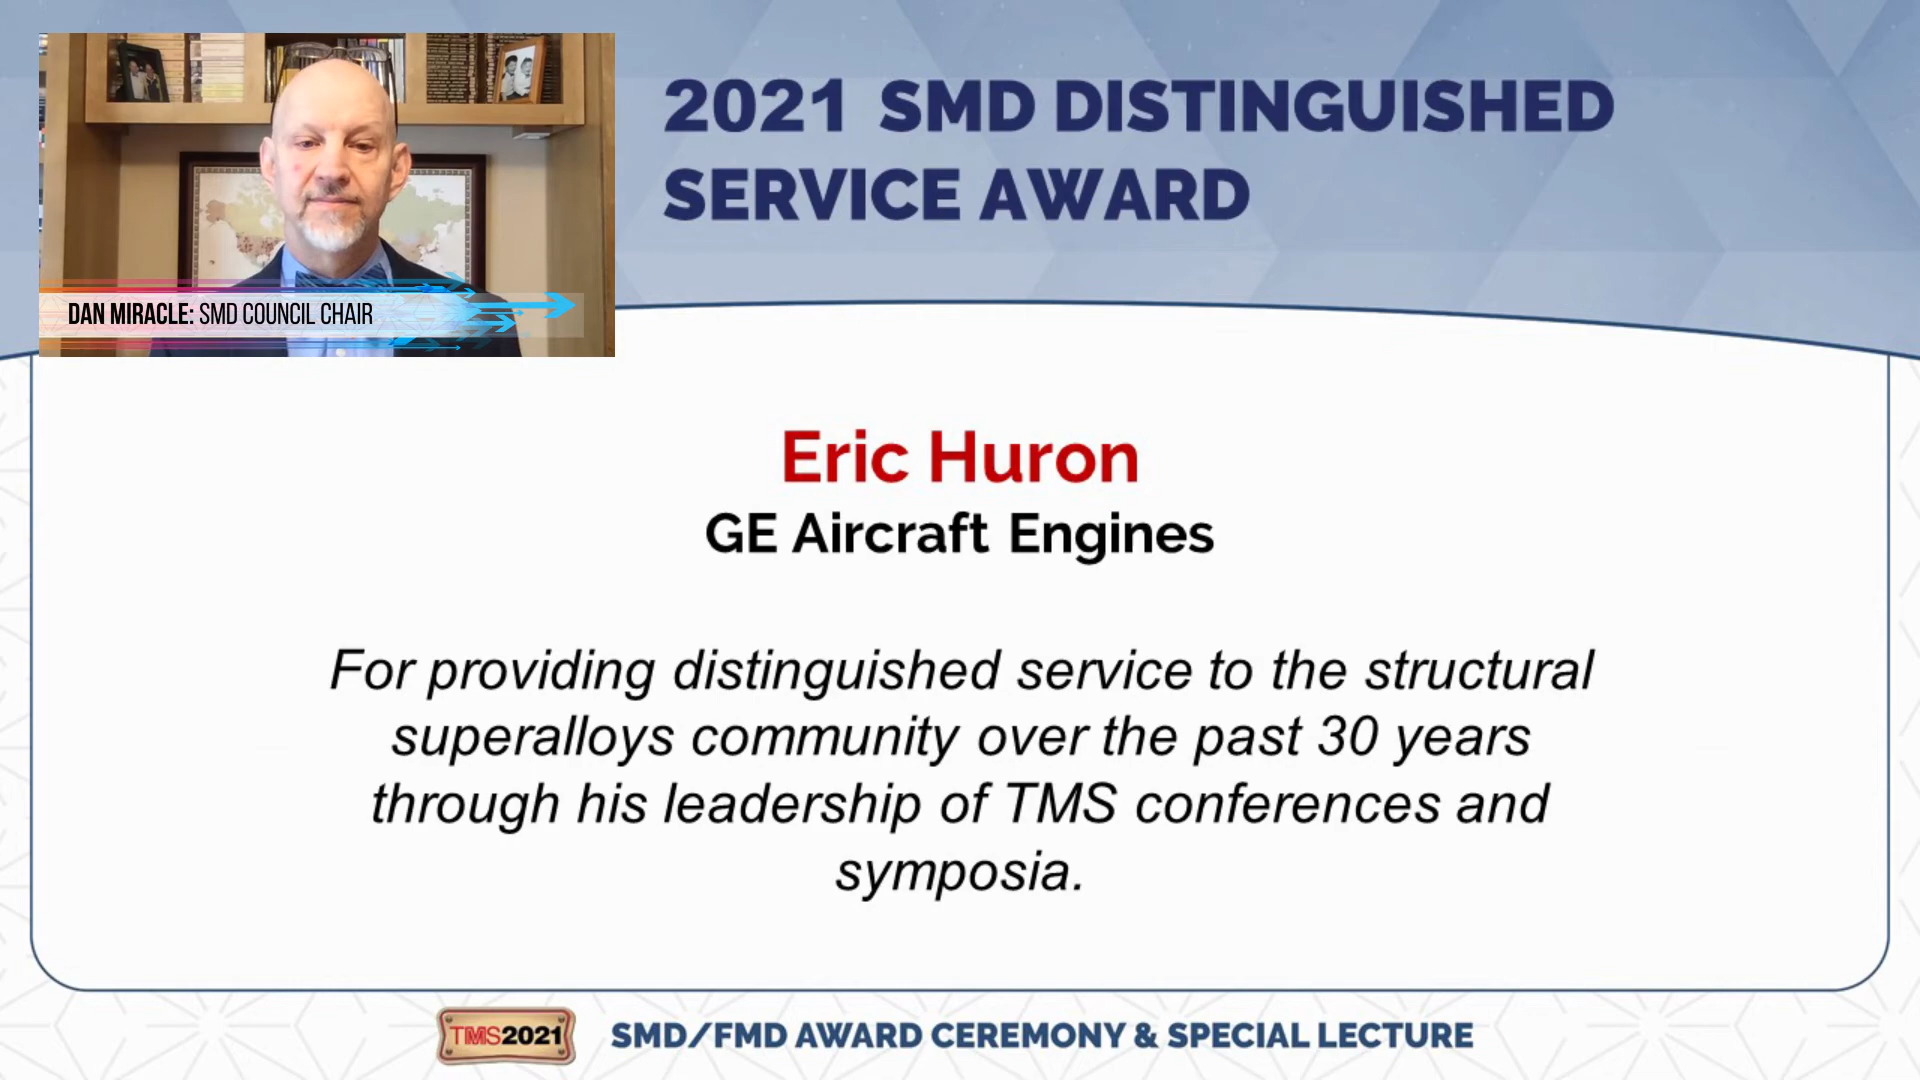 2021 SMD DISTINGUISHED
SERVICE AWARD
DAN MIRACLE: SMD COUNCIL CHAIR
Eric Huron
GE Aircraft Engines
For providing distinguished service to the structural
superalloys community over the past 30 years
through his leadership of TMS conferences and
symposia.
TMS2021
SMD/FMD AWARD CEREMONY & SPECIAL LECTURE